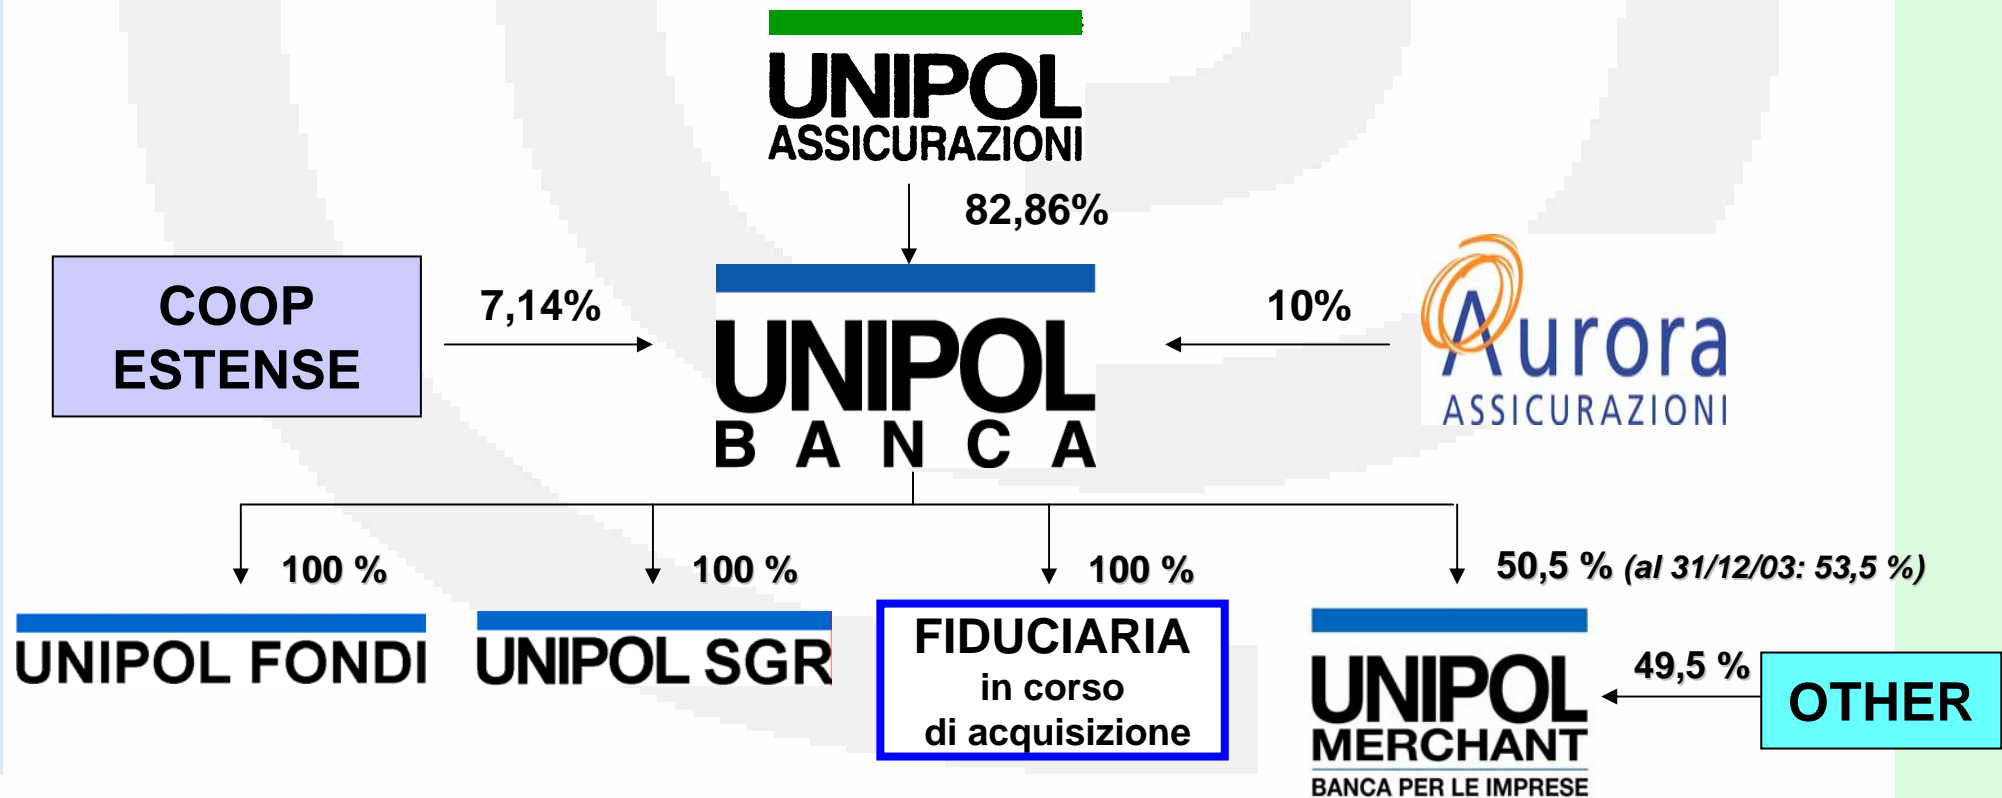 UNIPOL
ASSICURAZIONI
82,86%
COOP
ESTENSE
7,14%
UNIPOL
BANCA
10%
Aurora
ASSICURAZIONI
100 %
100 %
100 %
50,5 % (al 31/12/03: 53,5 %)
UNIPOL FONDI
UNIPOL SGR
FIDUCIARIA
in corso
di acquisizione
UNIPOL
MERCHANT
BANCA PER LE IMPRESE
49,5 %
OTHER